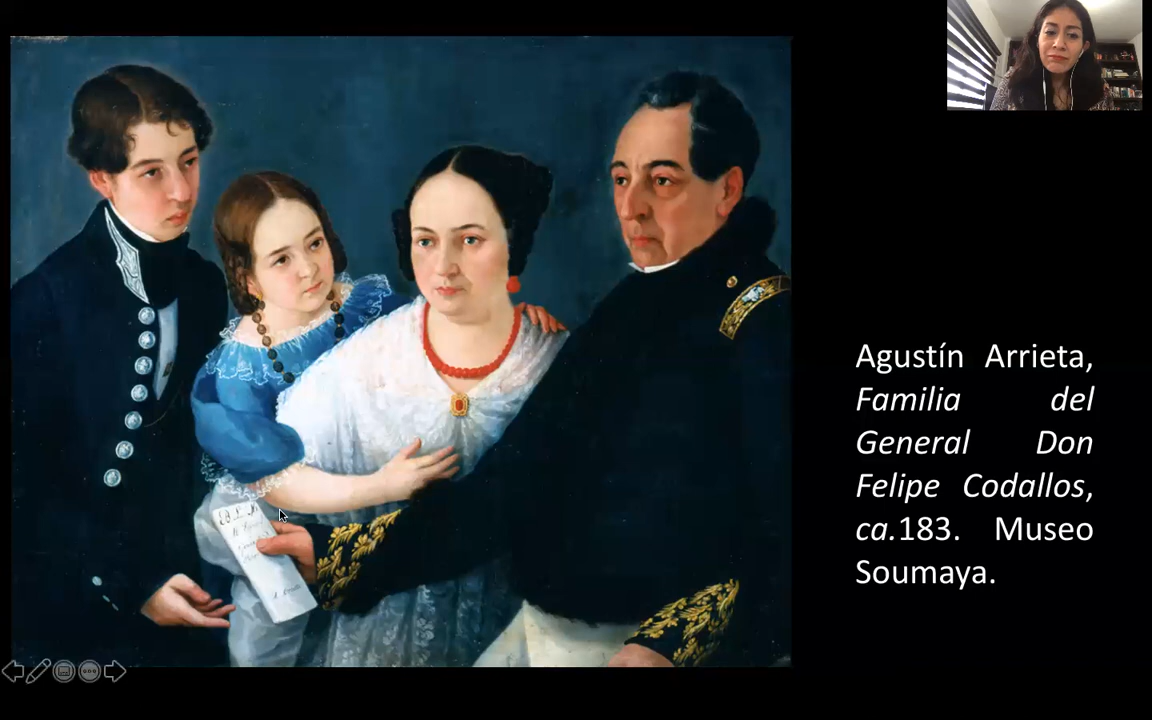 Agustín Arrieta,
Familia del
General Don
Felipe Codallos,
ca.183. Museo
Soumaya.